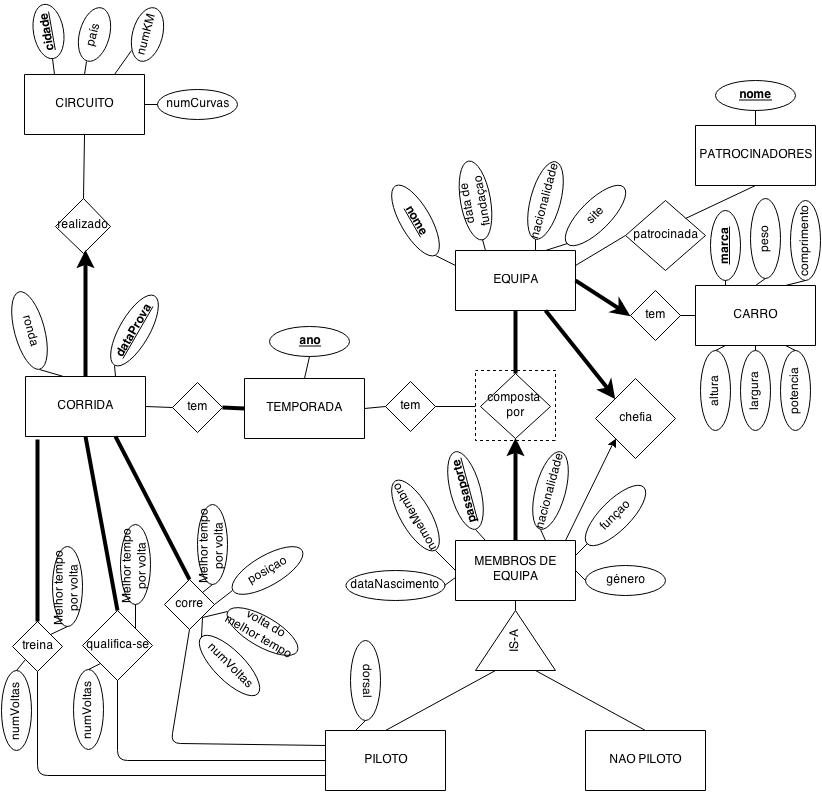 cidade
país
numKM
CIRCUITO
numCurvas
realizado
nome
PATROCINADORES
nome
data de
fundação
nacionalidade
site
patrocinada
marca
peso
comprimento
EQUIPA
tem
CARRO
altura
largura
potencia
ronda
dataProva
ano
CORRIDA
tem
TEMPORADA
tem
composta
por
chefia
nomeMembro
passaporte
nacionalidade
função
MEMBROS DE
EQUIPA
dataNascimento
género
Melhor tempo
por volta
Melhor tempo
por volta
Melhor tempo
por volta
posiçao
corre
volta do
melhor tempo
treina
qualifica-se
numVoltas
numVoltas
numVoltas
IS-A
dorsal
PILOTO
NAO PILOTO